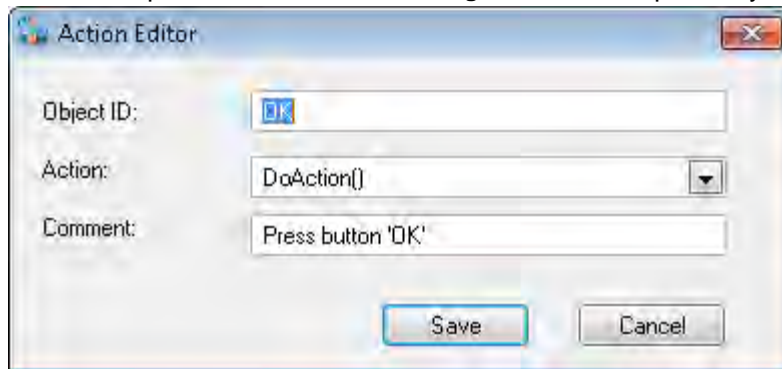 Action Editor
Object ID: OK
Action: DoAction()
Comment: Press button 'OK'
Save Cancel